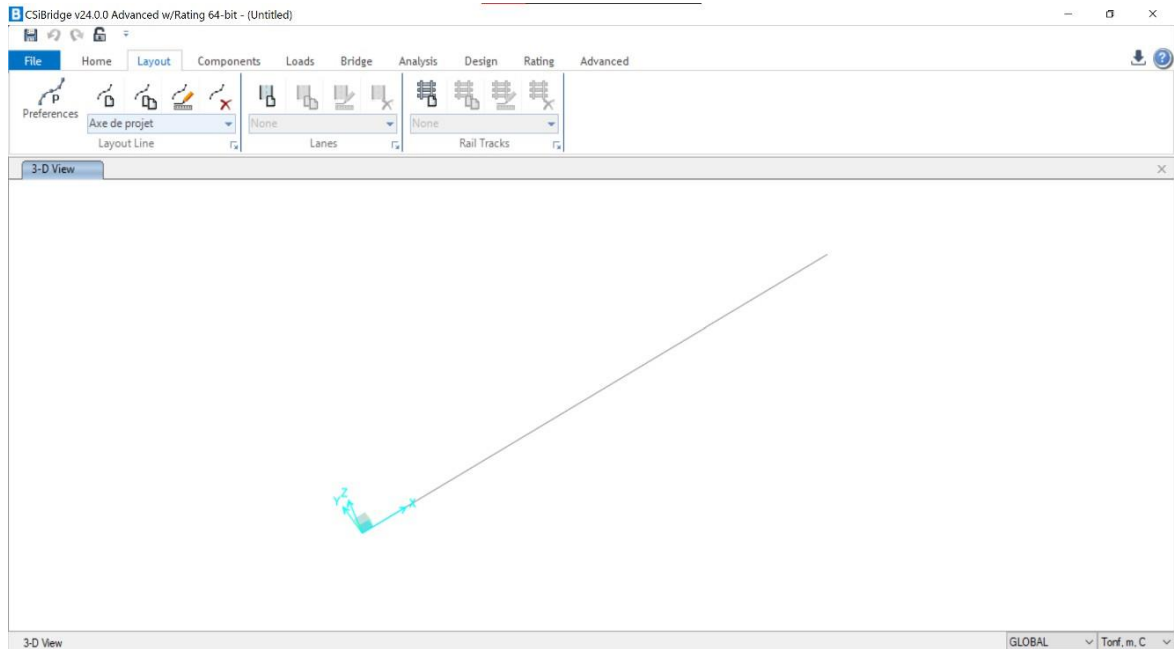 CSiBridge v24.0.0 Advanced w/Rating 64-bit - (Untitled)
File Home Layout Components Loads Bridge Analysis Design Rating Advanced
P
Preferences
Axe de projet None None
Layout Line Lanes Rail Tracks
3-D View
Z
Y
X
3-D View GLOBAL Tonf, m, C